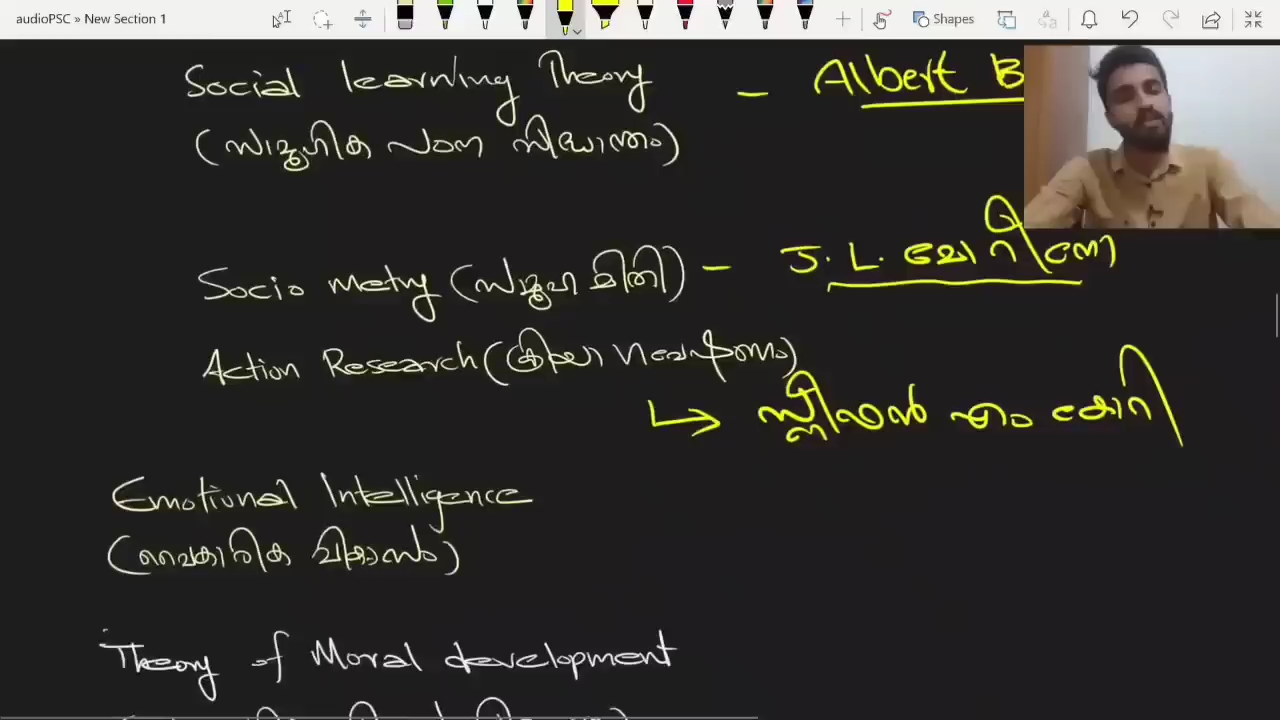 audioPSC » New Section 1
Shapes
Social learning Theory - Albert B
(സാമൂഹിക പഠന സിദ്ധാന്തം)
Socio metry (സാമൂഹ മിതി) - J. L. മൊറീനോ
Action Research (ക്രിയാ ഗവേഷണം)
↳ സ്റ്റീഫൻ എം കോറി
Emotional Intelligence
(വൈകാരിക വികാസം)
Theory of Moral development